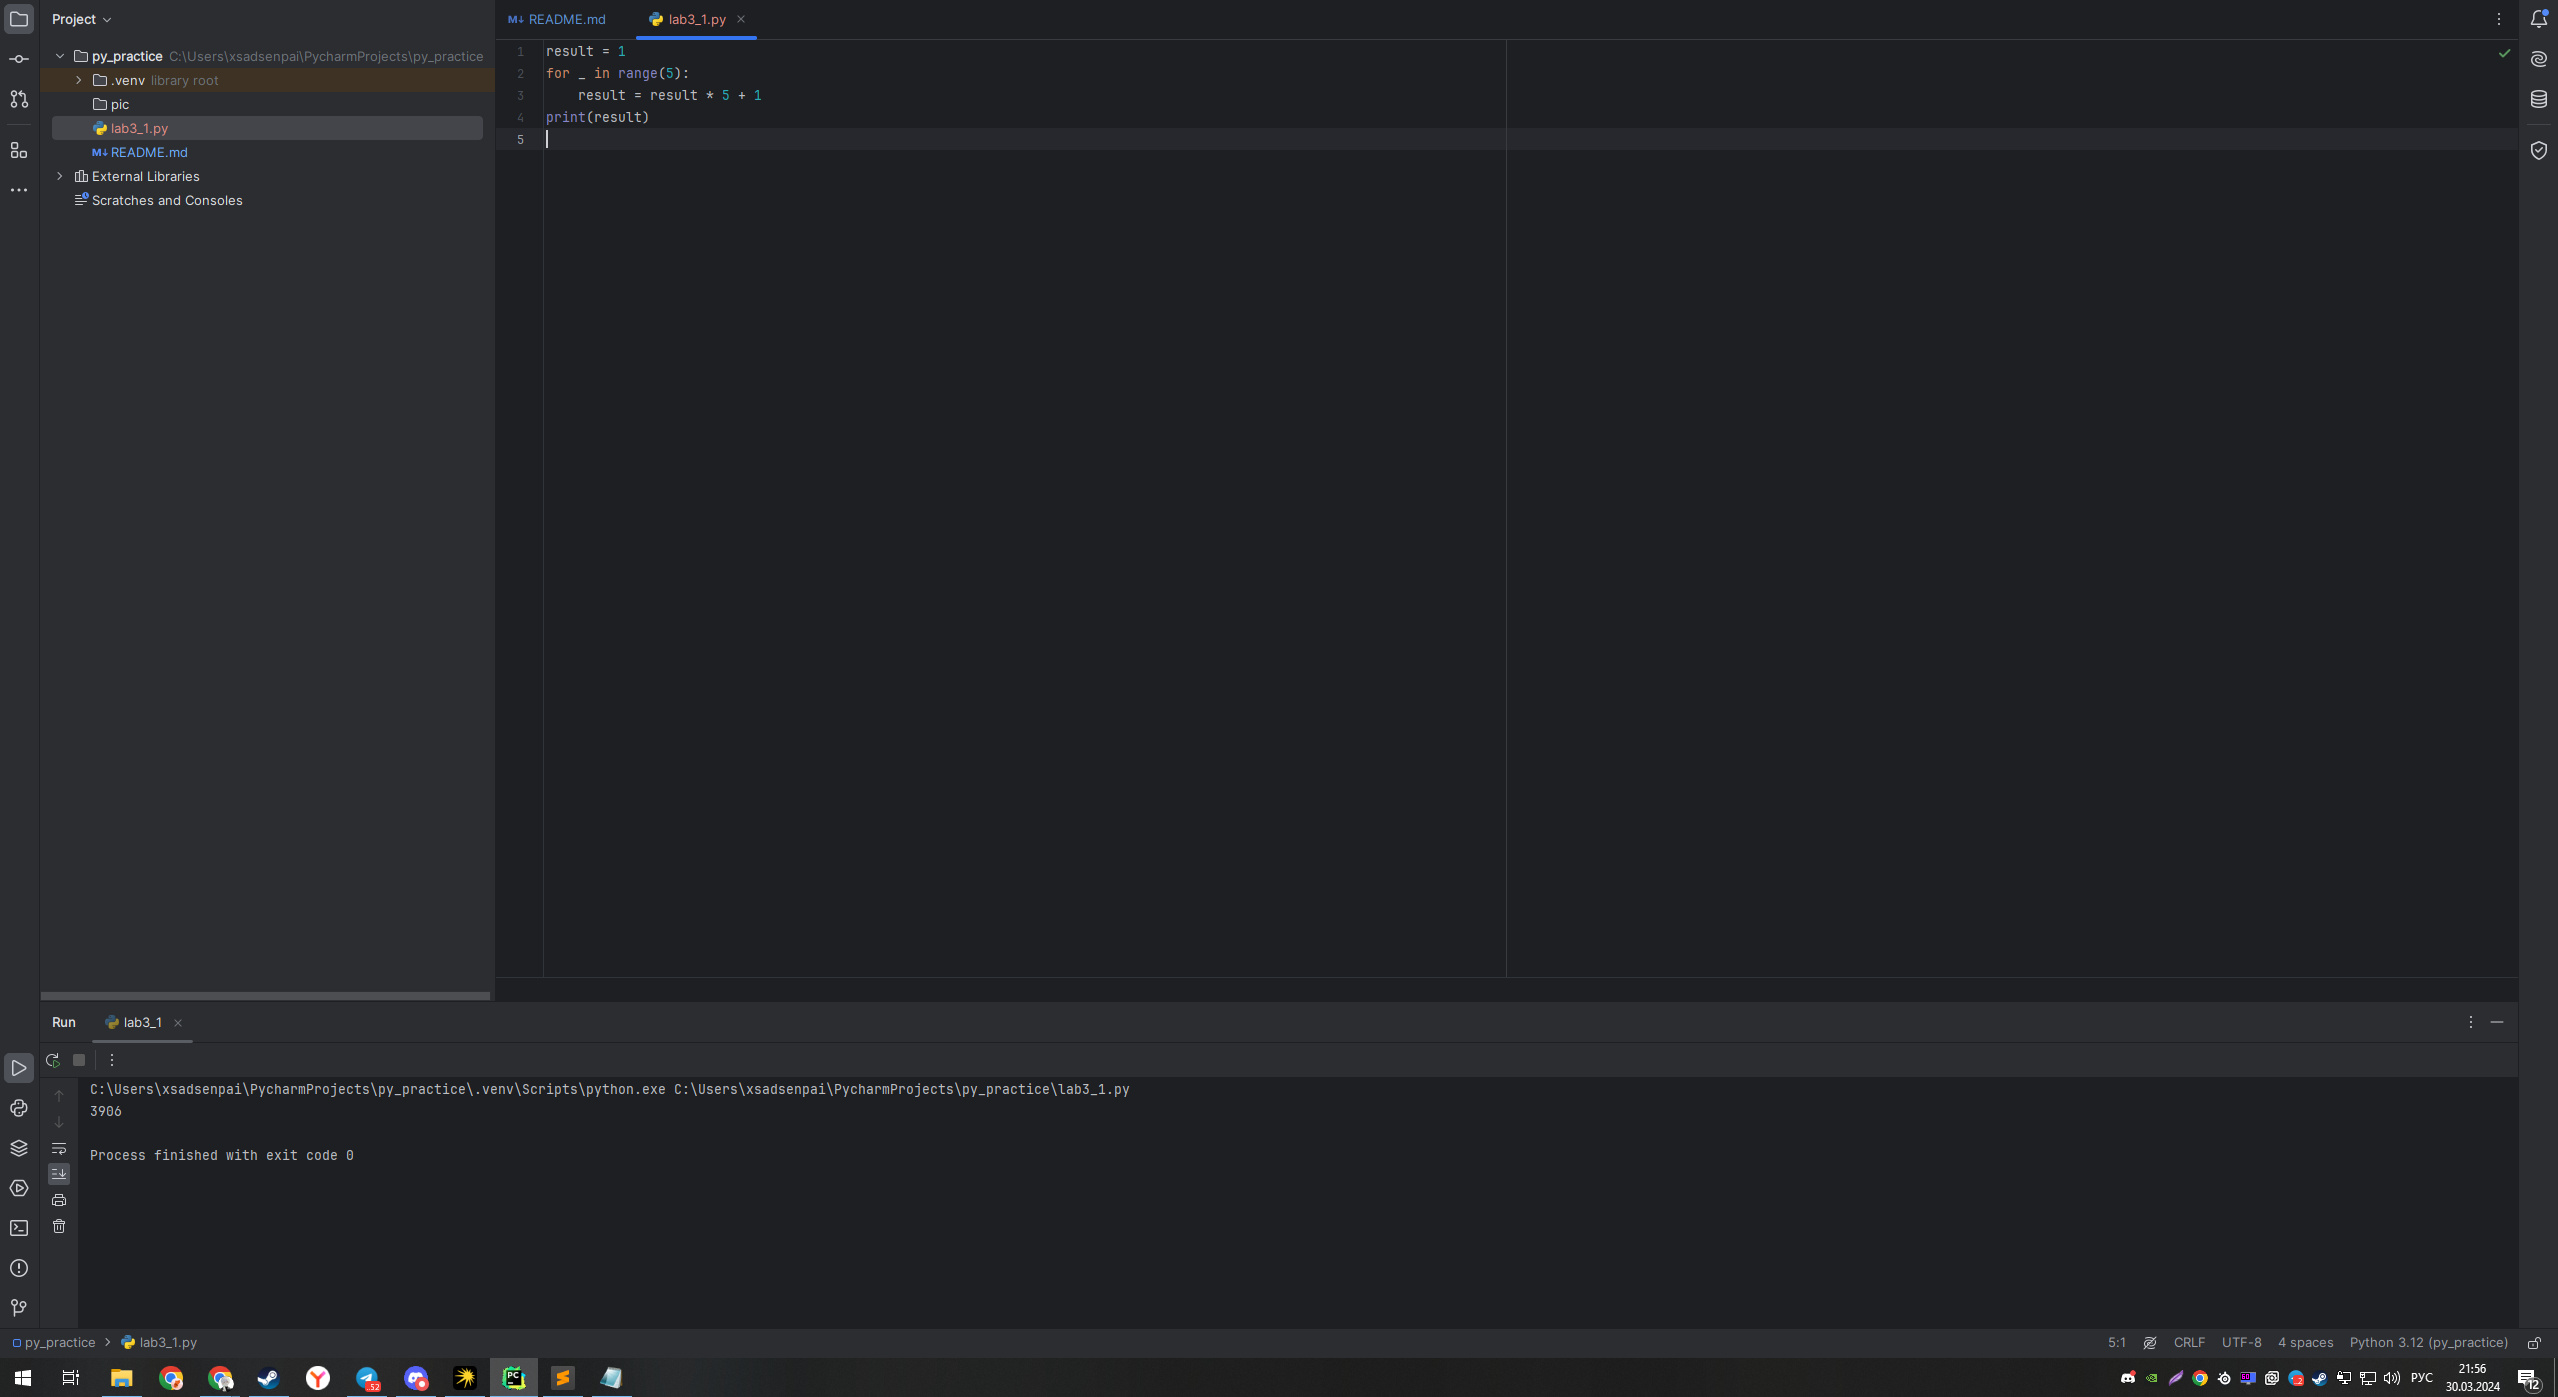 Project
py_practice C:\Users\xsadsenpai\PycharmProjects\py_practice
.venv library root
pic
lab3_1.py
README.md
External Libraries
Scratches and Consoles
README.md
lab3_1.py
1 result = 1
2 for _ in range(5):
3     result = result * 5 + 1
4 print(result)
5
Run lab3_1
C:\Users\xsadsenpai\PycharmProjects\py_practice\.venv\Scripts\python.exe C:\Users\xsadsenpai\PycharmProjects\py_practice\lab3_1.py
3906
Process finished with exit code 0
py_practice > lab3_1.py
5:1 CRLF UTF-8 4 spaces Python 3.12 (py_practice)
52
PC
РУС
21:56
30.03.2024
12